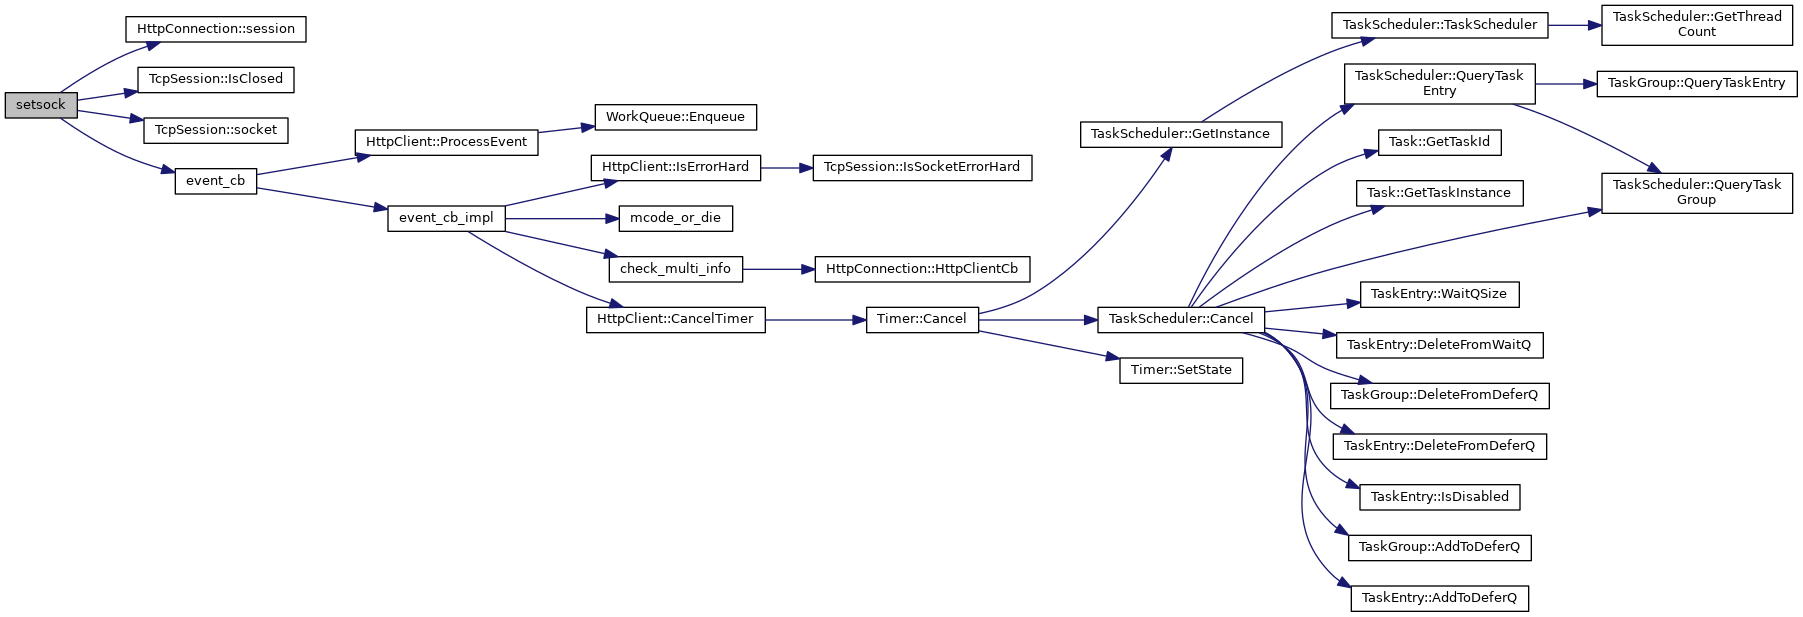 setsock
HttpConnection::session
TcpSession::IsClosed
TcpSession::socket
event_cb
HttpClient::ProcessEvent
WorkQueue::Enqueue
event_cb_impl
HttpClient::IsErrorHard
TcpSession::IsSocketErrorHard
mcode_or_die
check_multi_info
HttpConnection::HttpClientCb
HttpClient::CancelTimer
Timer::Cancel
TaskScheduler::GetInstance
TaskScheduler::TaskScheduler
TaskScheduler::GetThread
Count
TaskScheduler::Cancel
Timer::SetState
TaskScheduler::QueryTask
Entry
TaskGroup::QueryTaskEntry
TaskScheduler::QueryTask
Group
Task::GetTaskId
Task::GetTaskInstance
TaskEntry::WaitQSize
TaskEntry::DeleteFromWaitQ
TaskGroup::DeleteFromDeferQ
TaskEntry::DeleteFromDeferQ
TaskEntry::IsDisabled
TaskGroup::AddToDeferQ
TaskEntry::AddToDeferQ